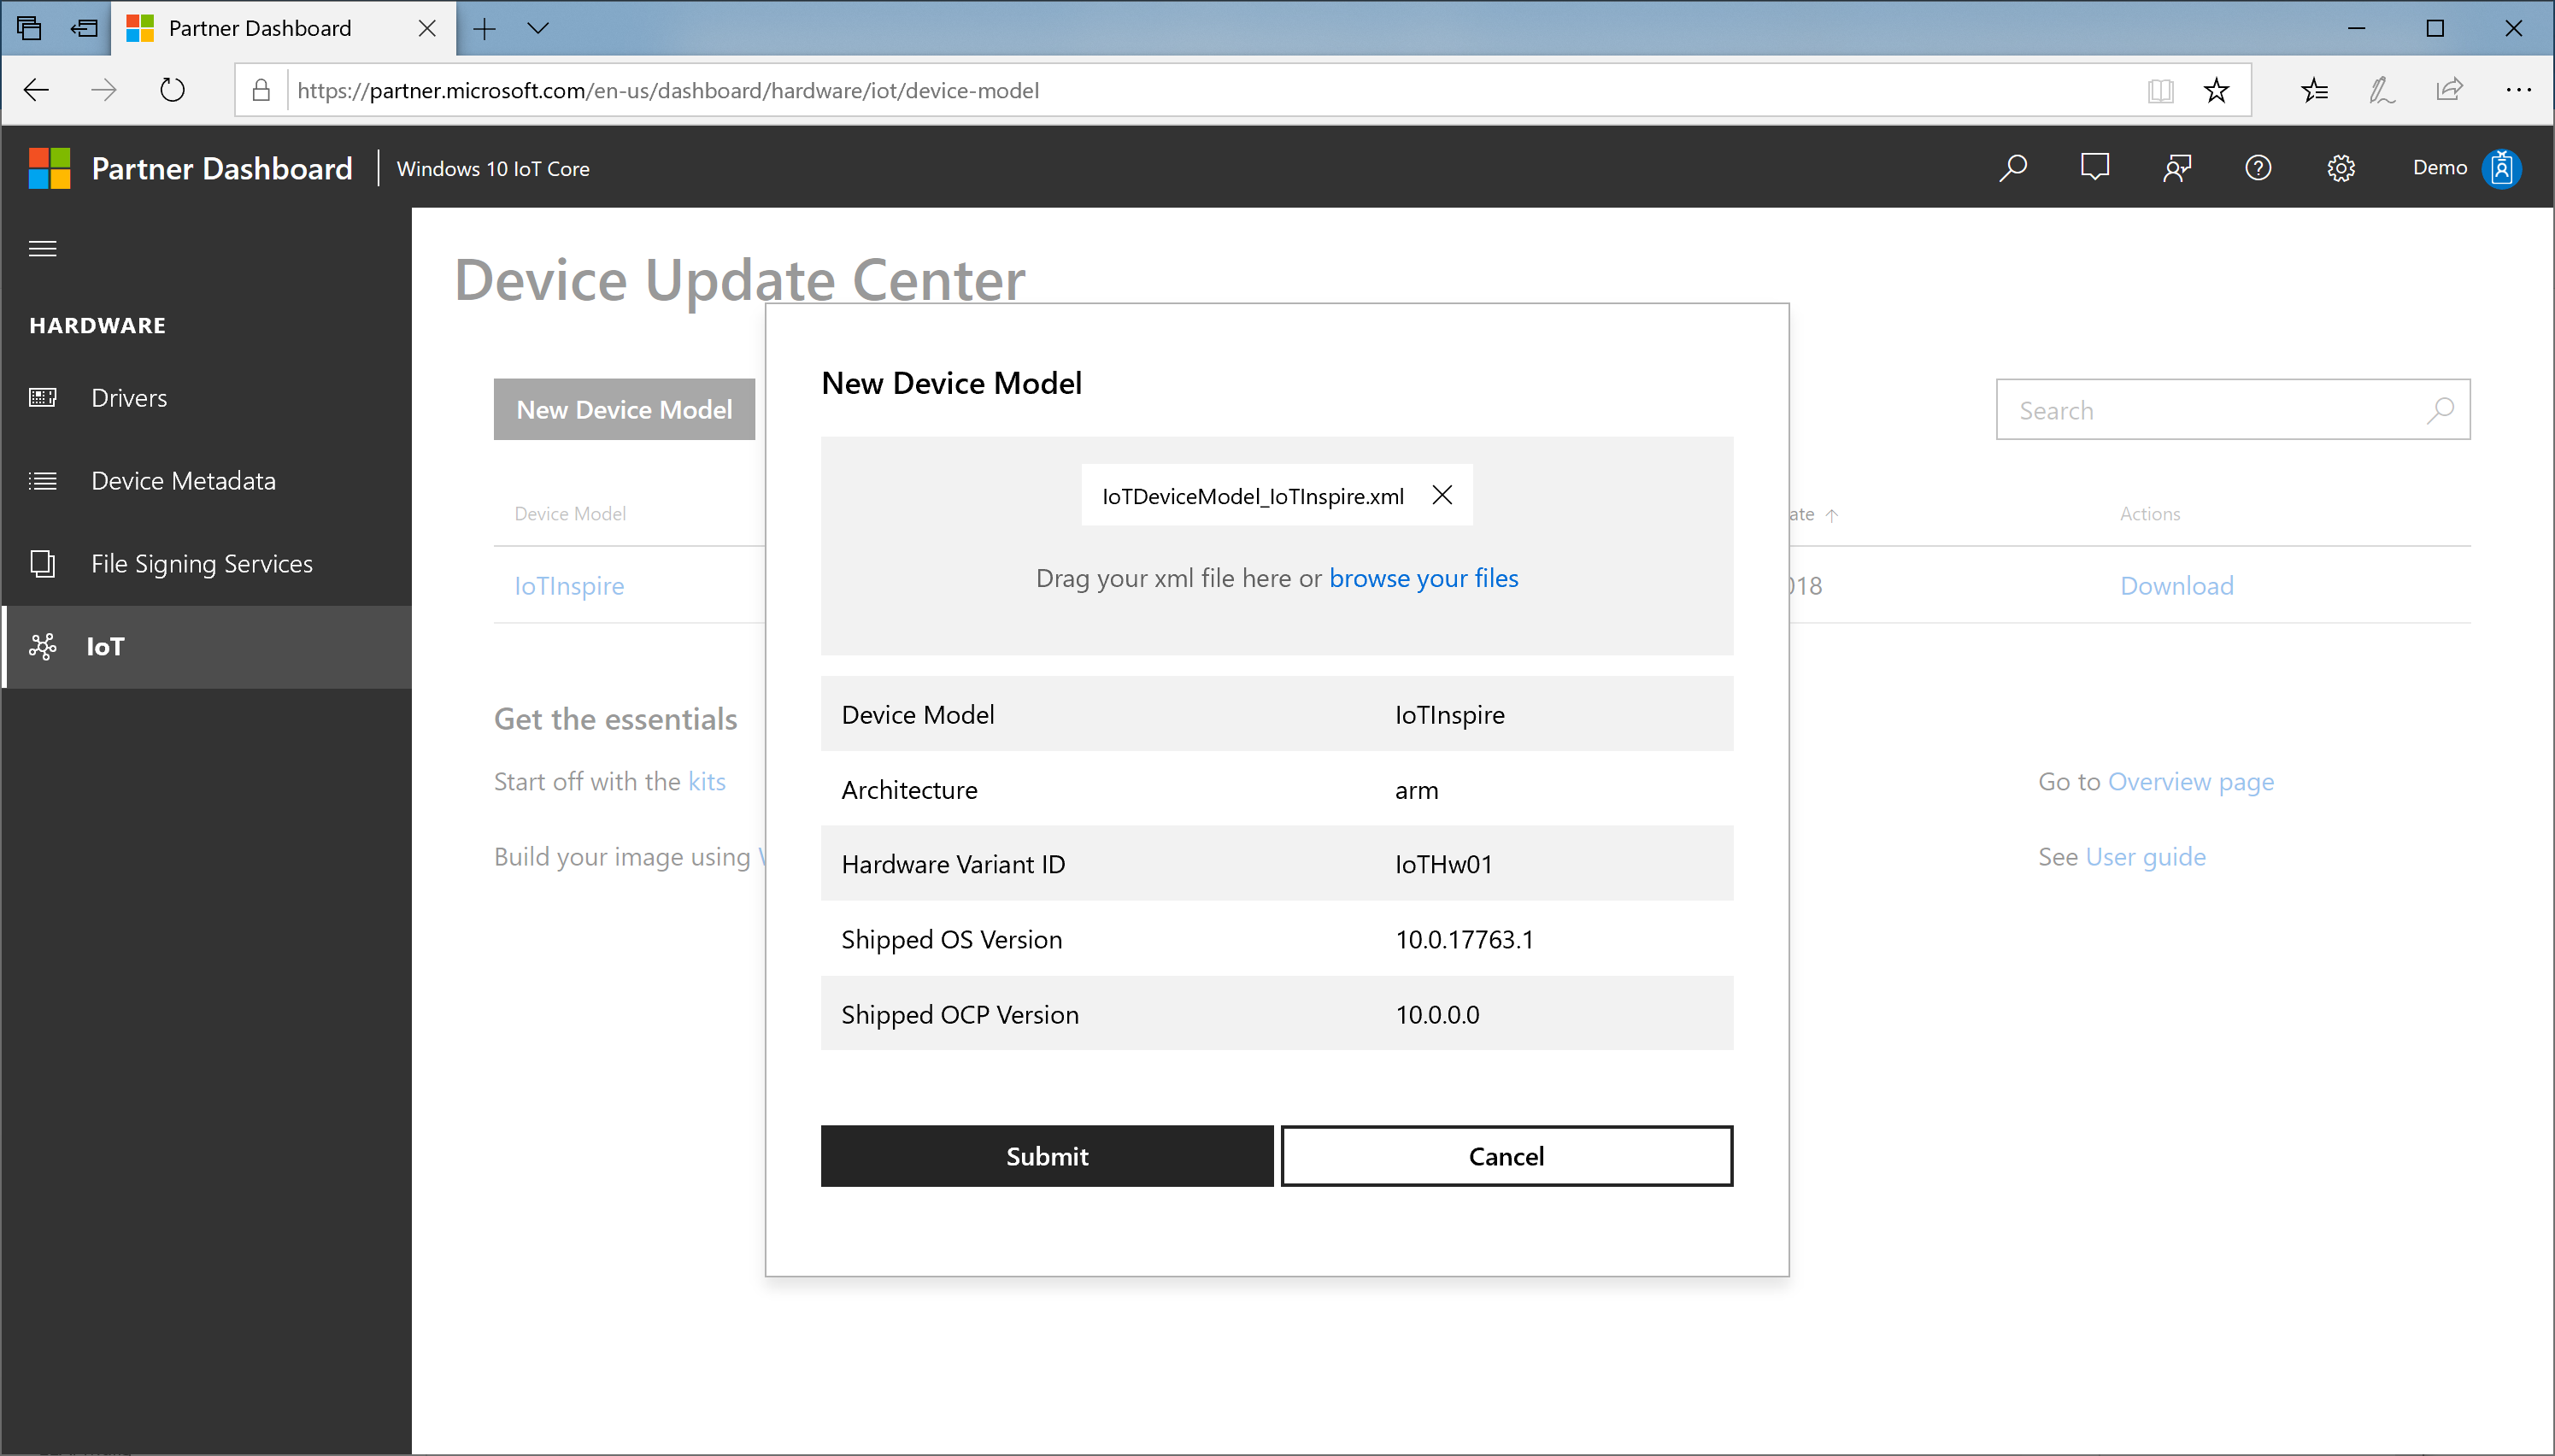 Partner Dashboard
https://partner.microsoft.com/en-us/dashboard/hardware/iot/device-model
Partner Dashboard
Windows 10 IoT Core
Demo
HARDWARE
Drivers
Device Metadata
File Signing Services
IoT
Device Update Center
New Device Model
Search
Device Model
Actions
IoTInspire
Download
Get the essentials
Start off with the kits
Build your image using
Go to Overview page
See User guide
New Device Model
IoTDeviceModel_IoTInspire.xml
Drag your xml file here or browse your files
Device Model IoTInspire
Architecture arm
Hardware Variant ID IoTHw01
Shipped OS Version 10.0.17763.1
Shipped OCP Version 10.0.0.0
Submit Cancel